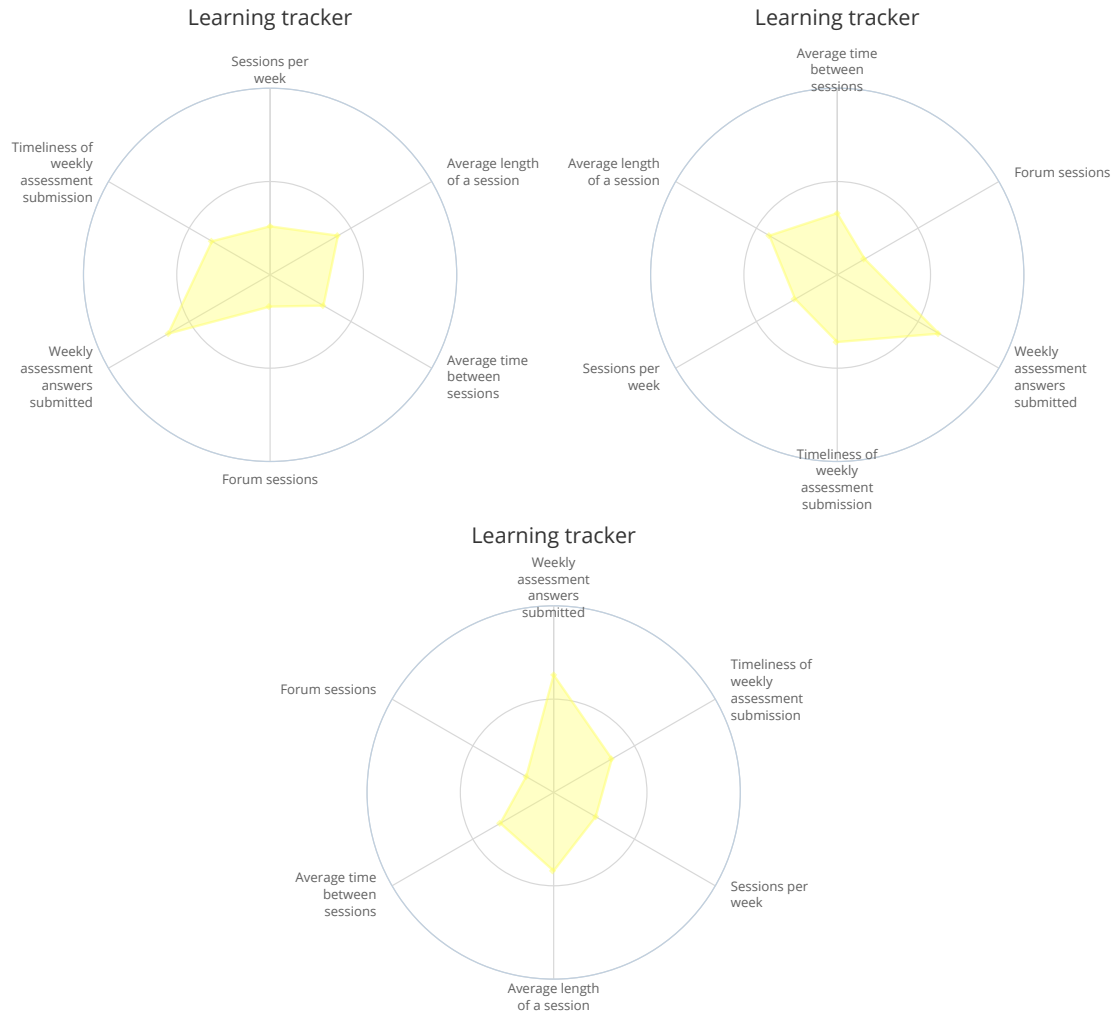 Learning tracker
Sessions per
week
Average length
of a session
Average time
between
sessions
Forum sessions
Weekly
assessment
answers
submitted
Timeliness of
weekly
assessment
submission
Learning tracker
Average time
between
sessions
Forum sessions
Weekly
assessment
answers
submitted
Timeliness of
weekly
assessment
submission
Sessions per
week
Average length
of a session
Learning tracker
Weekly
assessment
answers
submitted
Timeliness of
weekly
assessment
submission
Sessions per
week
Average length
of a session
Average time
between
sessions
Forum sessions